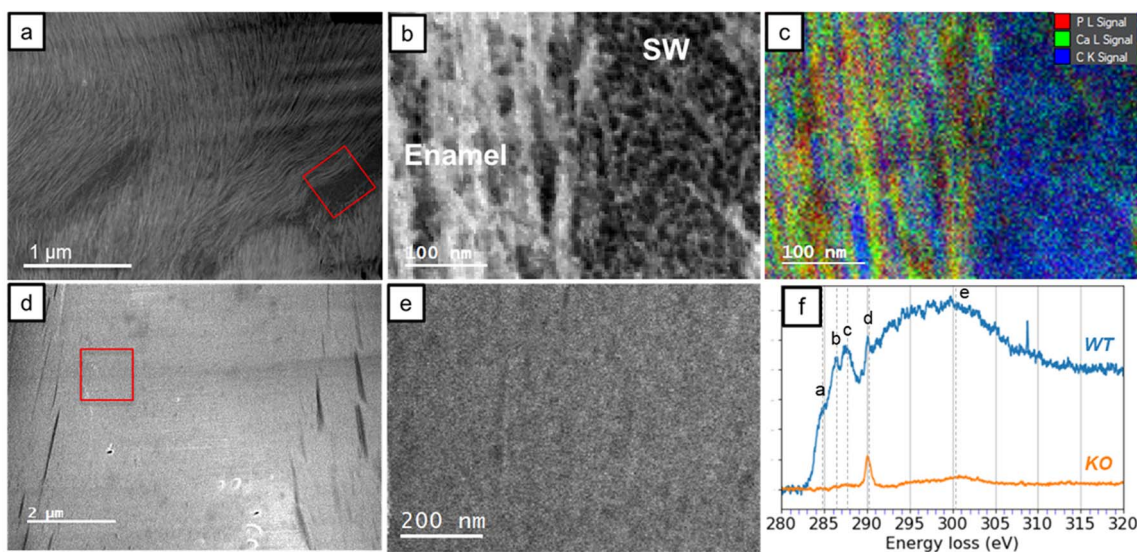 a
1 µm
b
SW
Enamel
100 nm
c
P L Signal
Ca L Signal
C K Signal
100 nm
d
2 µm
e
200 nm
f
a
b
c
d
e
WT
KO
280 285 290 295 300 305 310 315 320
Energy loss (eV)